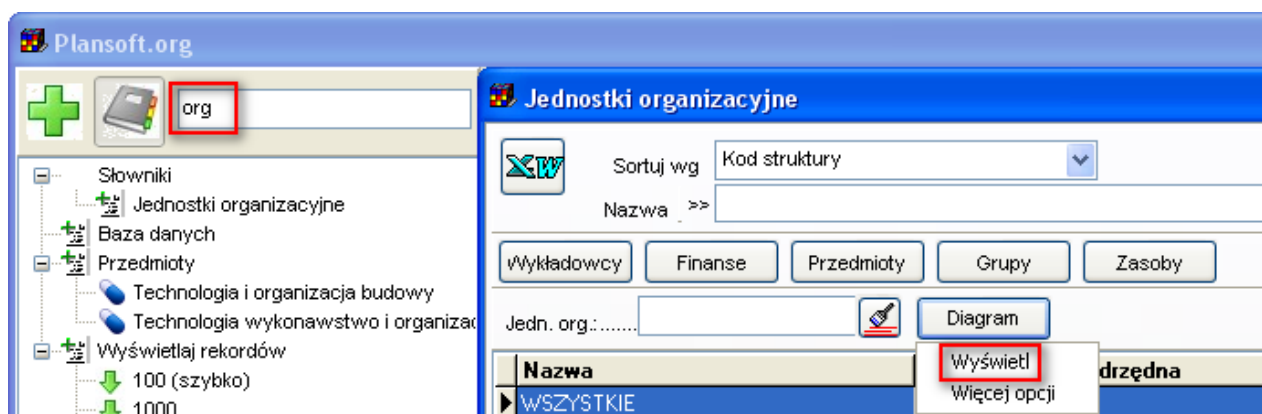 Plansoft.org
org
Słowniki
Jednostki organizacyjne
Baza danych
Przedmioty
Technologia i organizacja budowy
Technologia wykonawstwo i organizac
Wyświetlaj rekordów
100 (szybko)
1000
Jednostki organizacyjne
XW
Sortuj wg Kod struktury
Nazwa >>
Wykładowcy Finanse Przedmioty Grupy Zasoby
Jedn. org.:....... Diagram
Wyświetl
Więcej opcji
Nazwa drzędna
WSZYSTKIE